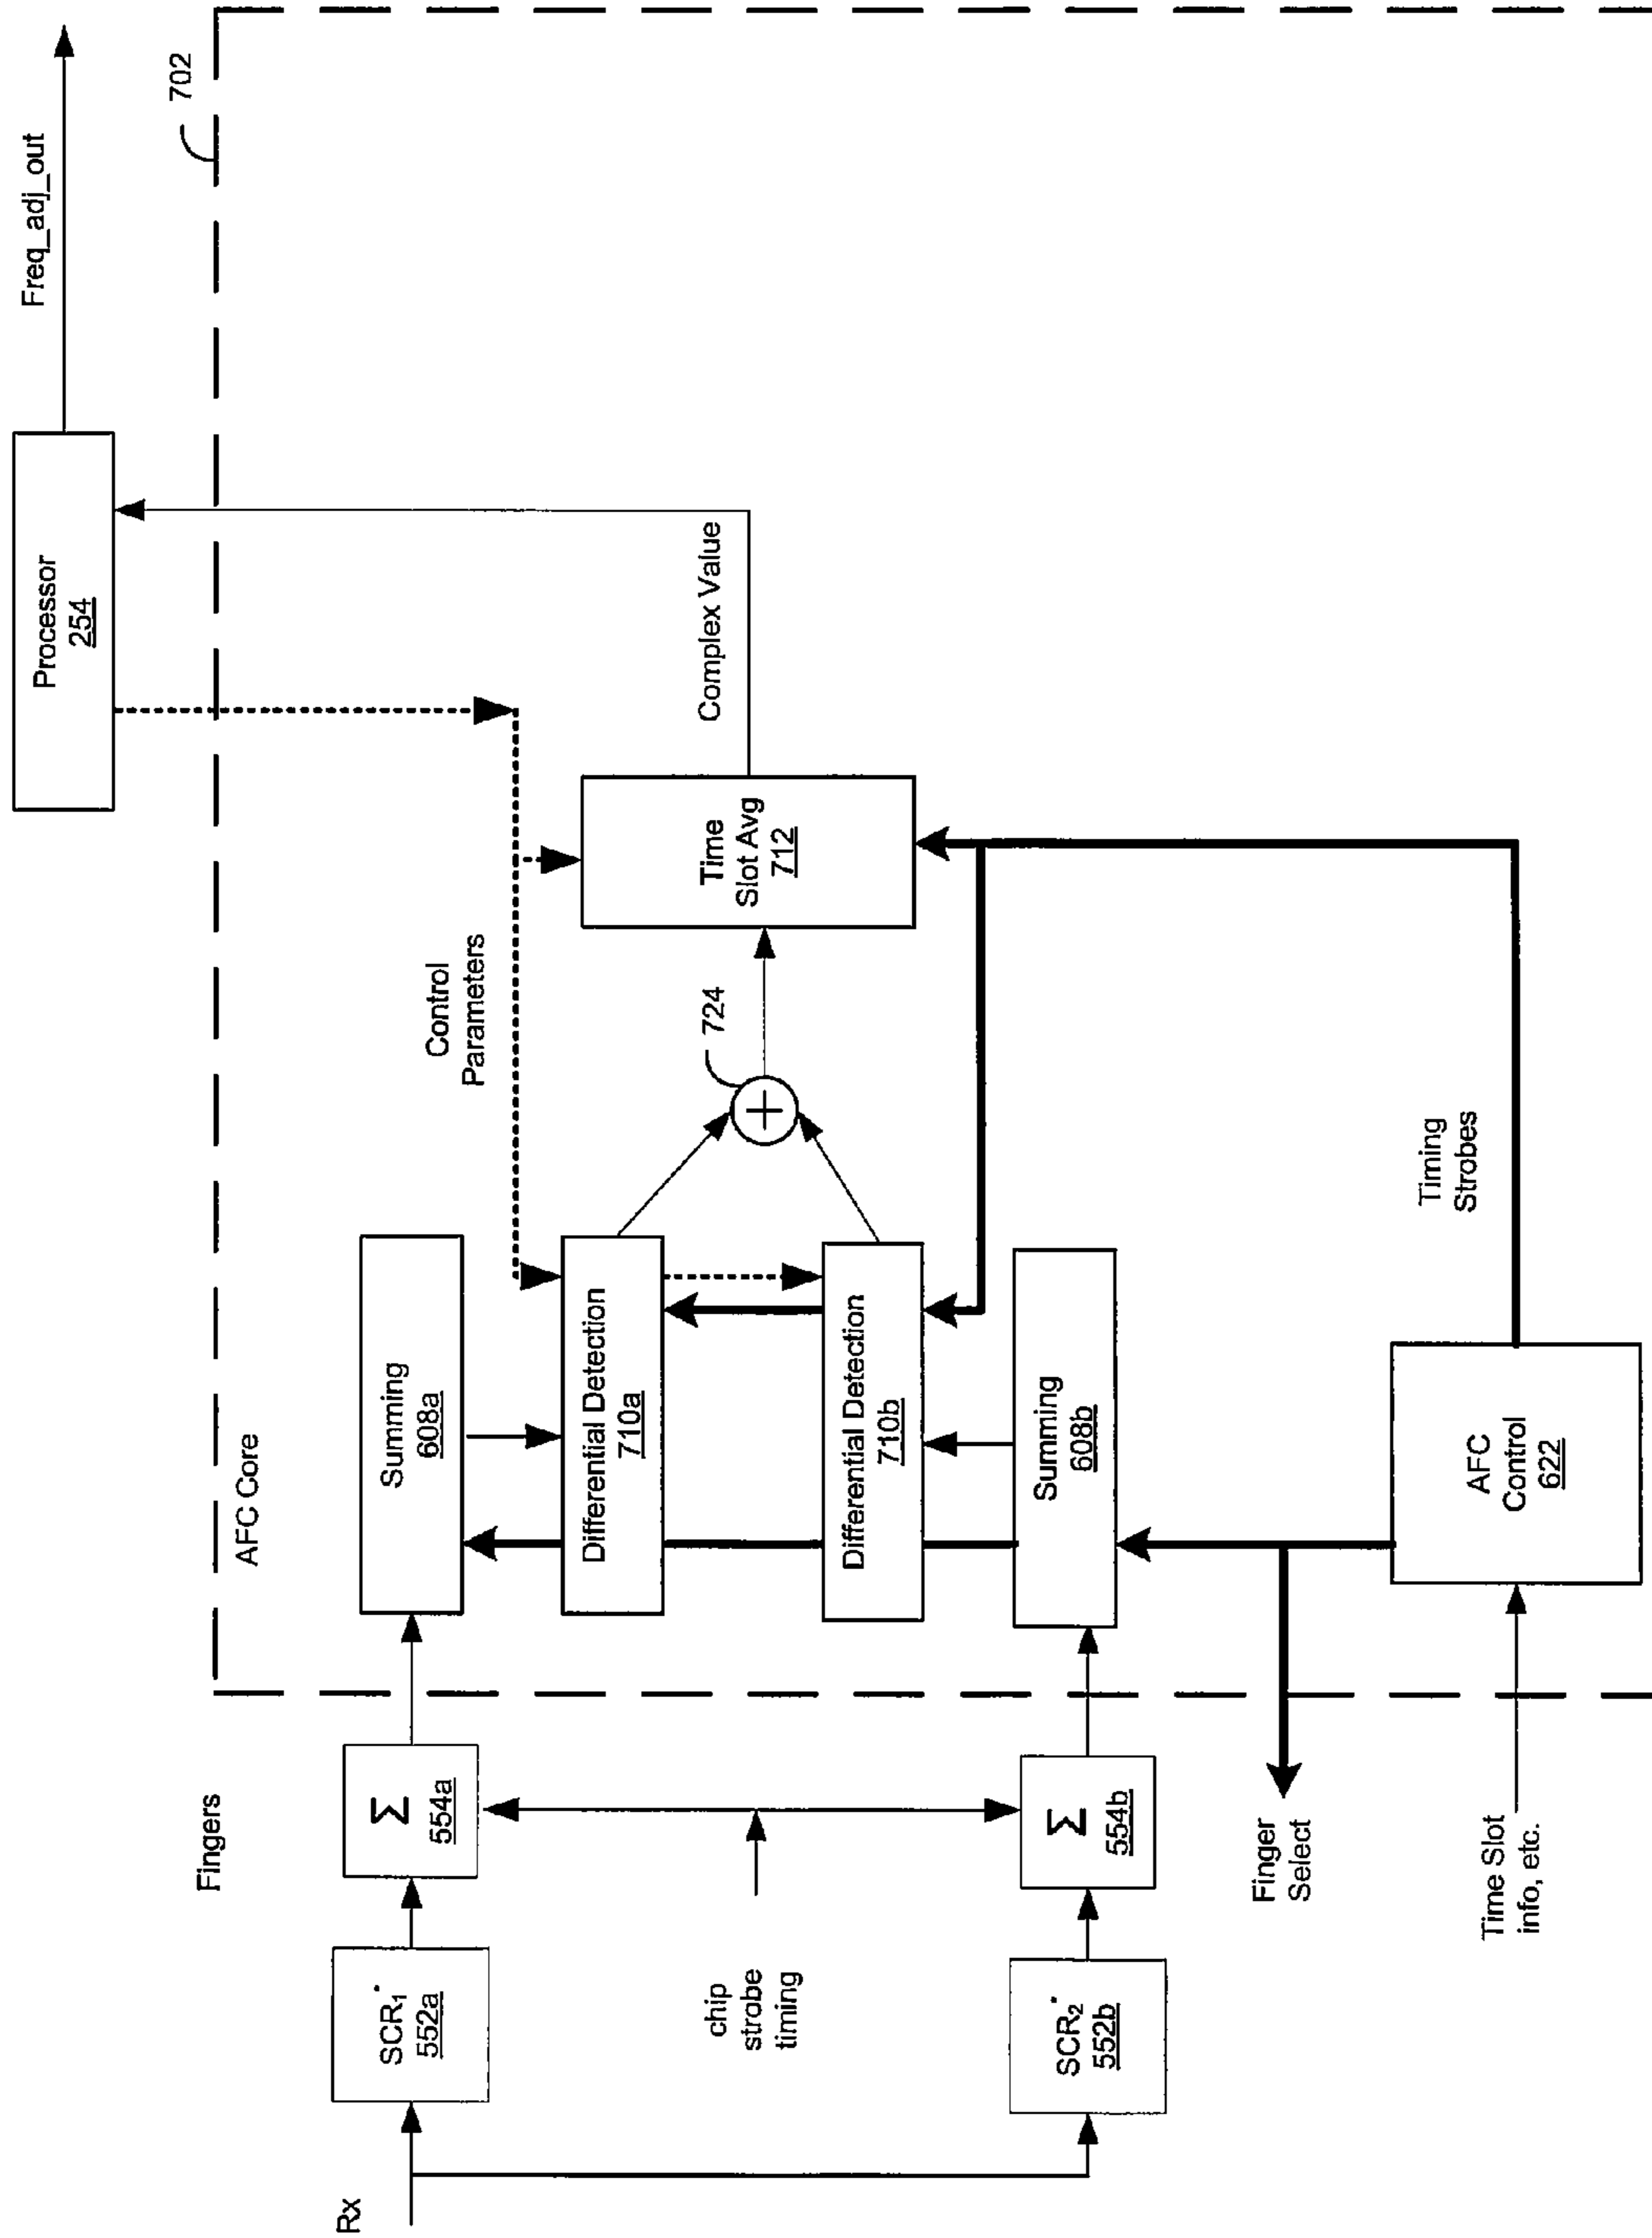 Rx
SCR₁*
552a
SCR₂*
552b
chip
strobe
timing
Fingers
Σ
554a
Σ
554b
Finger
Select
Time Slot
info, etc.
AFC Core
Summing
608a
Differential Detection
710a
Differential Detection
710b
Summing
608b
AFC
Control
622
Timing
Strobes
Control
Parameters
+
724
Time
Slot Avg
712
Complex Value
Processor
254
Freq_adj_out
702